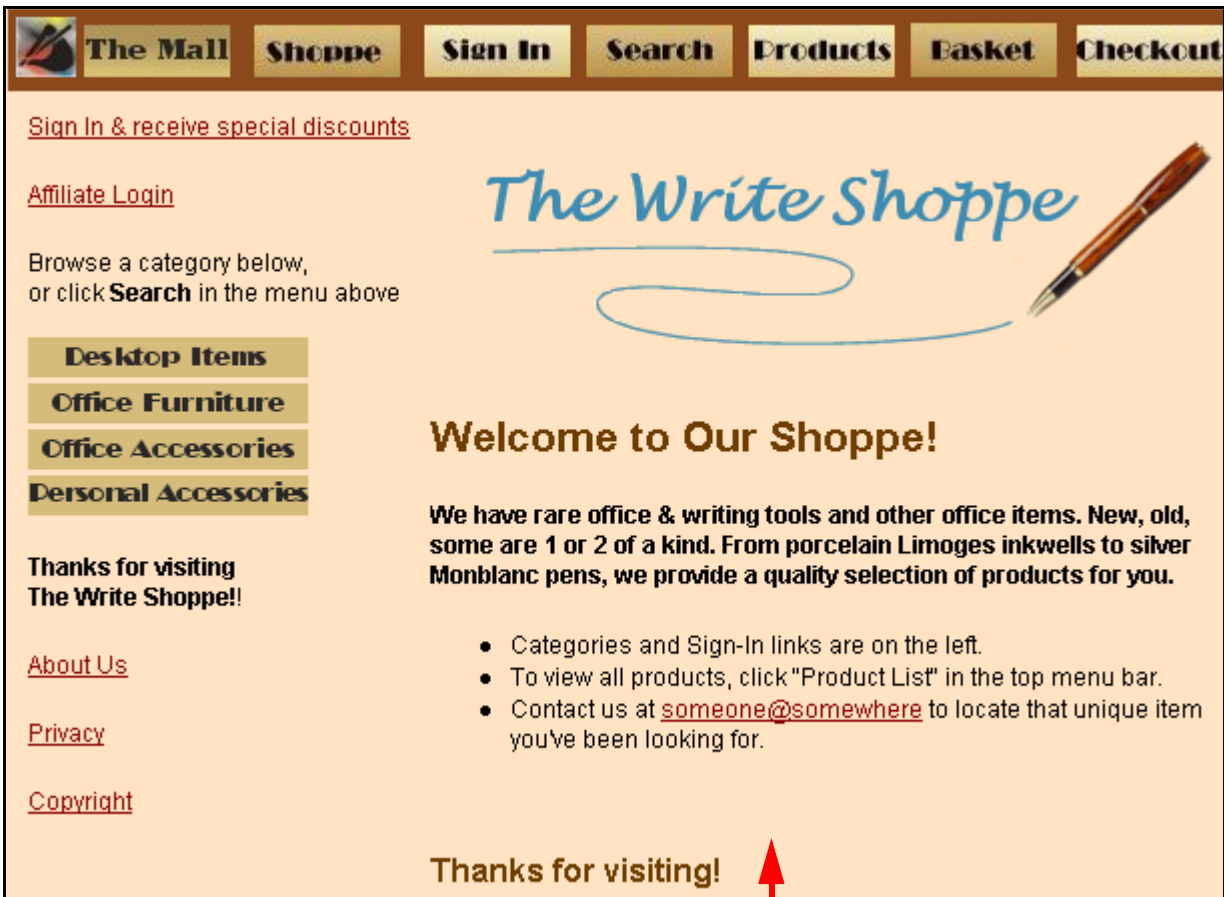 The Mall Shoppe Sign In Search Products Basket Checkout
Sign In & receive special discounts
Affiliate Login
Browse a category below,
or click Search in the menu above
Desktop Items
Office Furniture
Office Accessories
Personal Accessories
Thanks for visiting
The Write Shoppe!!
About Us
Privacy
Copyright
The Write Shoppe
Welcome to Our Shoppe!
We have rare office & writing tools and other office items. New, old,
some are 1 or 2 of a kind. From porcelain Limoges inkwells to silver
Monblanc pens, we provide a quality selection of products for you.
• Categories and Sign-In links are on the left.
• To view all products, click "Product List" in the top menu bar.
• Contact us at someone@somewhere to locate that unique item
you've been looking for.
Thanks for visiting!